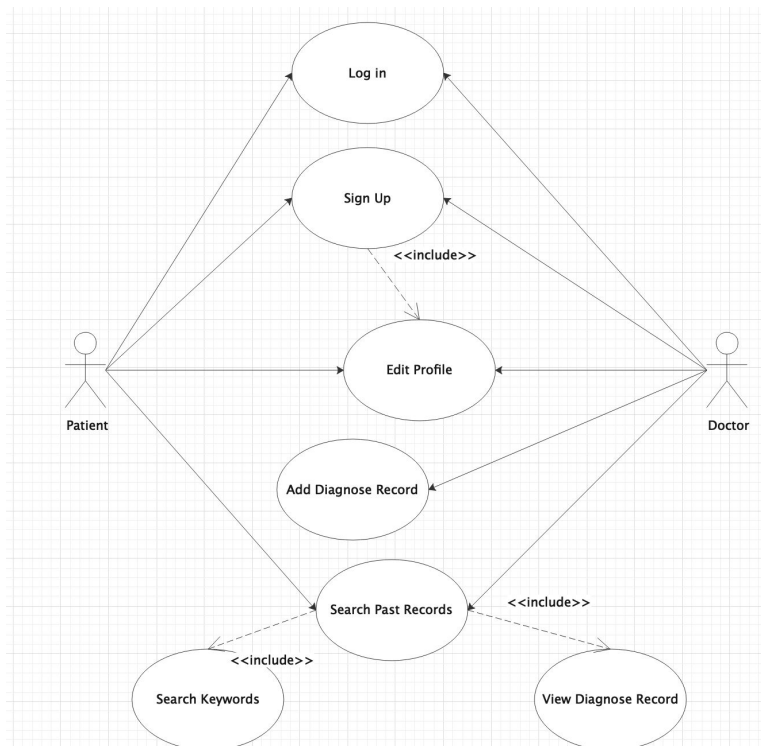 Log in
Sign Up
<<include>>
Edit Profile
Patient
Doctor
Add Diagnose Record
Search Past Records
<<include>>
<<include>>
Search Keywords
View Diagnose Record